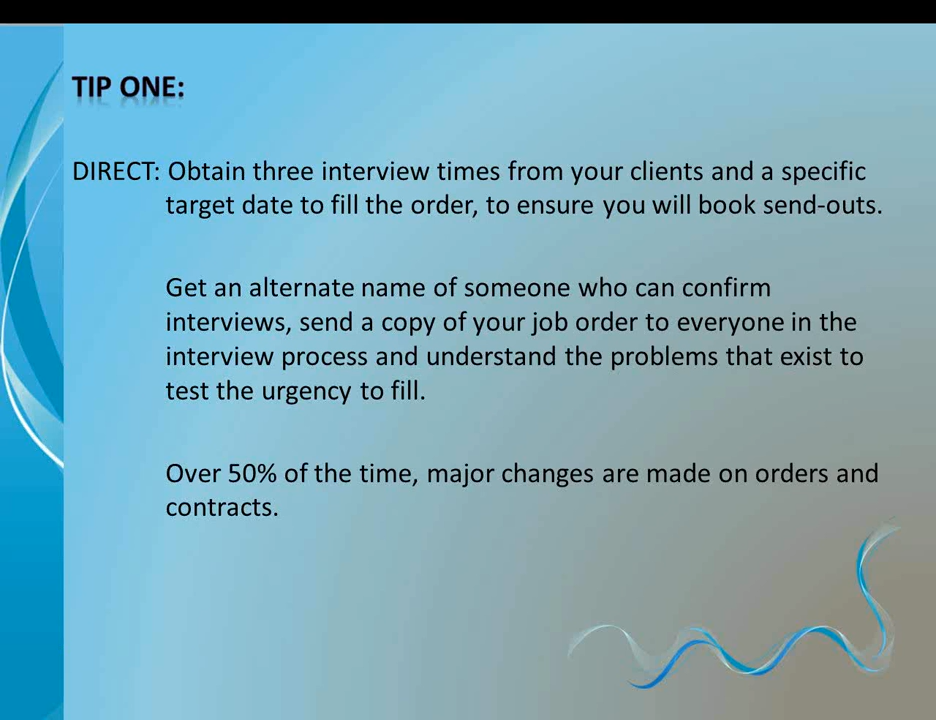 TIP ONE:
DIRECT: Obtain three interview times from your clients and a specific
target date to fill the order, to ensure you will book send-outs.
Get an alternate name of someone who can confirm
interviews, send a copy of your job order to everyone in the
interview process and understand the problems that exist to
test the urgency to fill.
Over 50% of the time, major changes are made on orders and
contracts.